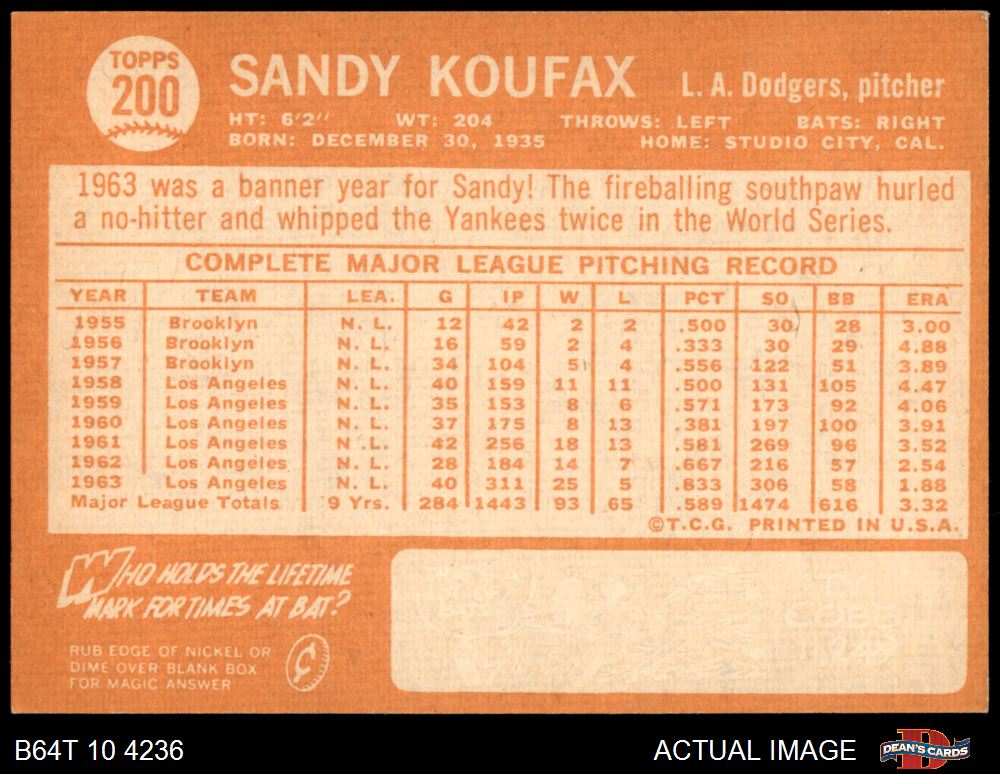 TOPPS
200
SANDY KOUFAX
L. A. Dodgers, pitcher
HT: 6'2" WT: 204 THROWS: LEFT BATS: RIGHT
BORN: DECEMBER 30, 1935 HOME: STUDIO CITY, CAL.
1963 was a banner year for Sandy! The fireballing southpaw hurled
a no-hitter and whipped the Yankees twice in the World Series.
COMPLETE MAJOR LEAGUE PITCHING RECORD
YEAR TEAM LEA. G IP W L PCT SO BB ERA
1955 Brooklyn N. L. 12 42 2 2 .500 30 28 3.00
1956 Brooklyn N. L. 16 59 2 4 .333 30 29 4.88
1957 Brooklyn N. L. 34 104 5 4 .556 122 51 3.89
1958 Los Angeles N. L. 40 159 11 11 .500 131 105 4.47
1959 Los Angeles N. L. 35 153 8 6 .571 173 92 4.06
1960 Los Angeles N. L. 37 175 8 13 .381 197 100 3.91
1961 Los Angeles N. L. 42 256 18 13 .581 269 96 3.52
1962 Los Angeles N. L. 28 184 14 7 .667 216 57 2.54
1963 Los Angeles N. L. 40 311 25 5 .833 306 58 1.88
Major League Totals 9 Yrs. 284 1443 93 65 .589 1474 616 3.32
©T.C.G. PRINTED IN U.S.A.
WHO HOLDS THE LIFETIME
MARK FOR TIMES AT BAT?
RUB EDGE OF NICKEL OR
DIME OVER BLANK BOX
FOR MAGIC ANSWER
¢
B64T 10 4236
ACTUAL IMAGE
D
DEAN'S CARDS